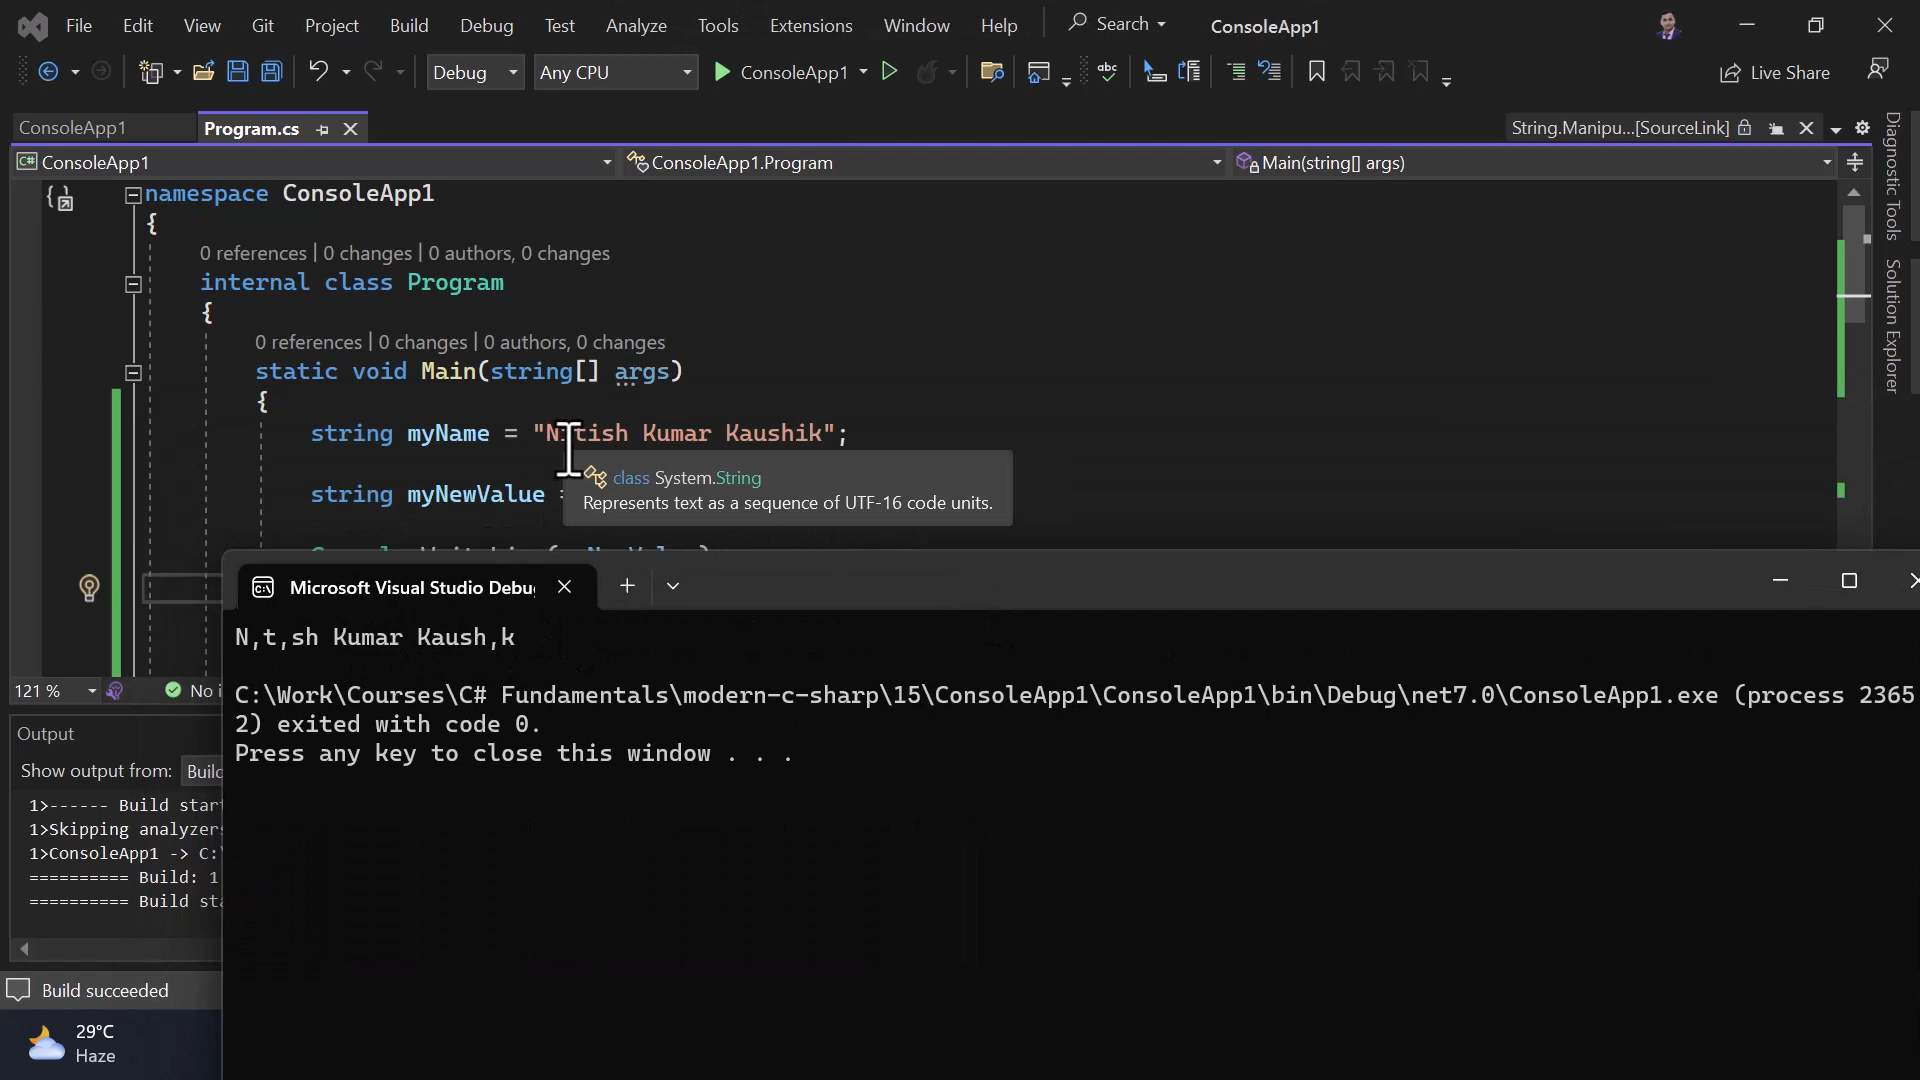 File Edit View Git Project Build Debug Test Analyze Tools Extensions Window Help Search ConsoleApp1
Debug Any CPU ConsoleApp1 Live Share
ConsoleApp1 Program.cs String.Manipu...[SourceLink]
ConsoleApp1 ConsoleApp1.Program Main(string[] args)
Diagnostic Tools
Solution Explorer
namespace ConsoleApp1
{
0 references | 0 changes | 0 authors, 0 changes
internal class Program
{
0 references | 0 changes | 0 authors, 0 changes
static void Main(string[] args)
{
string myName = "Nitish Kumar Kaushik";
class System.String
Represents text as a sequence of UTF-16 code units.
string myNewValue =
121 % No i
Microsoft Visual Studio Debu
N,t,sh Kumar Kaush,k
C:\Work\Courses\C# Fundamentals\modern-c-sharp\15\ConsoleApp1\ConsoleApp1\bin\Debug\net7.0\ConsoleApp1.exe (process 2365
2) exited with code 0.
Press any key to close this window . . .
Output
Show output from: Build
1>------ Build start
1>Skipping analyzers
1>ConsoleApp1 -> C:\
========== Build: 1
========== Build sta
Build succeeded
29°C
Haze